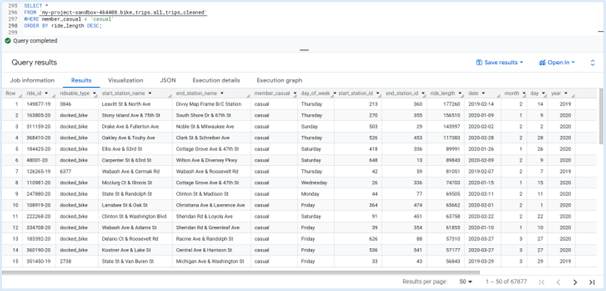 295 SELECT *
296 FROM `my-project-sandbox-464408.bike_trips.all_trips_cleaned`
297 WHERE member_casual = 'casual'
298 ORDER BY ride_length DESC;
Query completed
Query results Save results Open in
Job information Results Visualization JSON Execution details Execution graph
Row ride_id rideable_type start_station_name end_station_name member_casual day_of_week start_station_id end_station_id ride_length date month day year
1 149877-19 3846 Leavitt St & North Ave Divvy Map Frame B/C Station casual Thursday 213 360 177260 2019-02-14 2 14 2019
2 163805-20 docked_bike Stony Island Ave & 75th St South Shore Dr & 67th St casual Thursday 270 355 156510 2020-01-09 1 9 2020
3 311159-20 docked_bike Drake Ave & Fullerton Ave Noble St & Milwaukee Ave casual Sunday 503 29 143997 2020-02-02 2 2 2020
4 368410-20 docked_bike Oakley Ave & Touhy Ave Clark St & Schreiber Ave casual Thursday 526 453 117383 2020-02-28 2 28 2020
5 184425-20 docked_bike Ellis Ave & 53rd St Cottage Grove Ave & 47th St casual Saturday 418 336 89991 2020-01-26 1 26 2020
6 48001-20 docked_bike Carpenter St & 63rd St Wilton Ave & Diversey Pkwy casual Saturday 648 13 89843 2020-02-09 2 9 2020
7 126265-19 6377 Wabash Ave & Cermak Rd Wabash Ave & Roosevelt Rd casual Thursday 42 59 81051 2019-02-07 2 7 2019
8 110981-20 docked_bike McClurg Ct & Illinois St Cottage Grove Ave & 47th St casual Wednesday 26 336 74703 2020-01-15 1 15 2020
9 247880-20 docked_bike State St & Randolph St Clinton St & Madison St casual Monday 44 77 69505 2020-02-11 2 11 2020
10 108919-20 docked_bike Larrabee St & Oak St Christiana Ave & Lawrence Ave casual Friday 364 474 65662 2020-02-01 2 1 2020
11 222268-20 docked_bike Clinton St & Washington Blvd Sheridan Rd & Loyola Ave casual Saturday 91 451 63758 2020-02-22 2 22 2020
12 334708-20 docked_bike Wabash Ave & Adams St Sheridan Rd & Greenleaf Ave casual Friday 39 354 61855 2020-01-10 1 10 2020
13 183392-20 docked_bike Delano Ct & Roosevelt Rd Racine Ave & Randolph St casual Friday 626 88 57310 2020-03-27 3 27 2020
14 360190-20 docked_bike Kostner Ave & Lake St Central Ave & Harrison St casual Friday 506 541 57177 2020-03-27 3 27 2020
15 351450-19 2738 State St & Van Buren St Michigan Ave & Washington St casual Friday 33 43 56843 2019-03-29 3 29 2019
Results per page: 50 1 – 50 of 67877